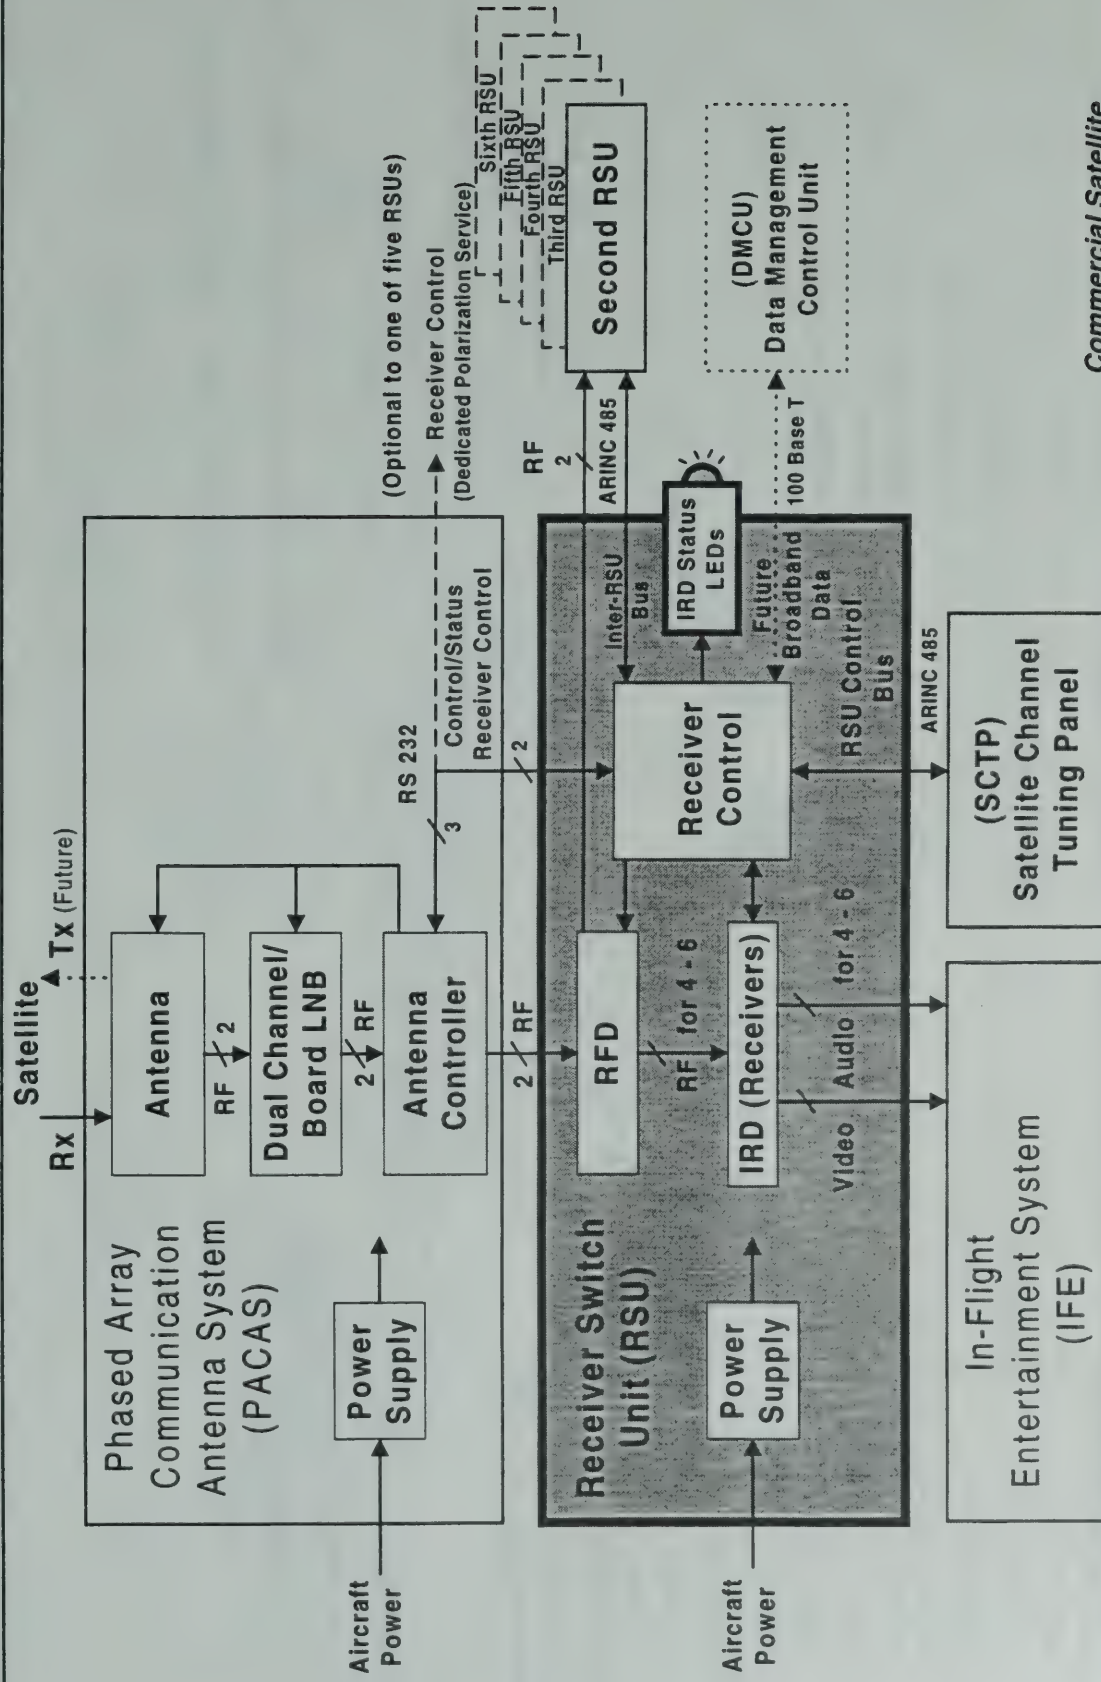 Satellite
Rx
Tx (Future)
Phased Array
Communication
Antenna System
(PACAS)
Antenna
RF 2
Dual Channel/
Board LNB
2 RF
Antenna
Controller
RS 232
3
Control/Status
Receiver Control
(Optional to one of five RSUs)
Receiver Control
(Dedicated Polarization Service)
Aircraft
Power
Power
Supply
2 RF
2
Receiver Switch
Unit (RSU)
RFD
RF for 4 - 6
IRD (Receivers)
Video Audio for 4 - 6
Receiver
Control
Inter-RSU
Bus
IRD Status
LEDs
Future
Broadband
Data
RSU Control
Bus
Aircraft
Power
Power
Supply
RF
2
ARINC 485
Sixth RSU
Fifth RSU
Fourth RSU
Third RSU
Second RSU
100 Base T
(DMCU)
Data Management
Control Unit
ARINC 485
In-Flight
Entertainment System
(IFE)
(SCTP)
Satellite Channel
Tuning Panel
Commercial Satellite